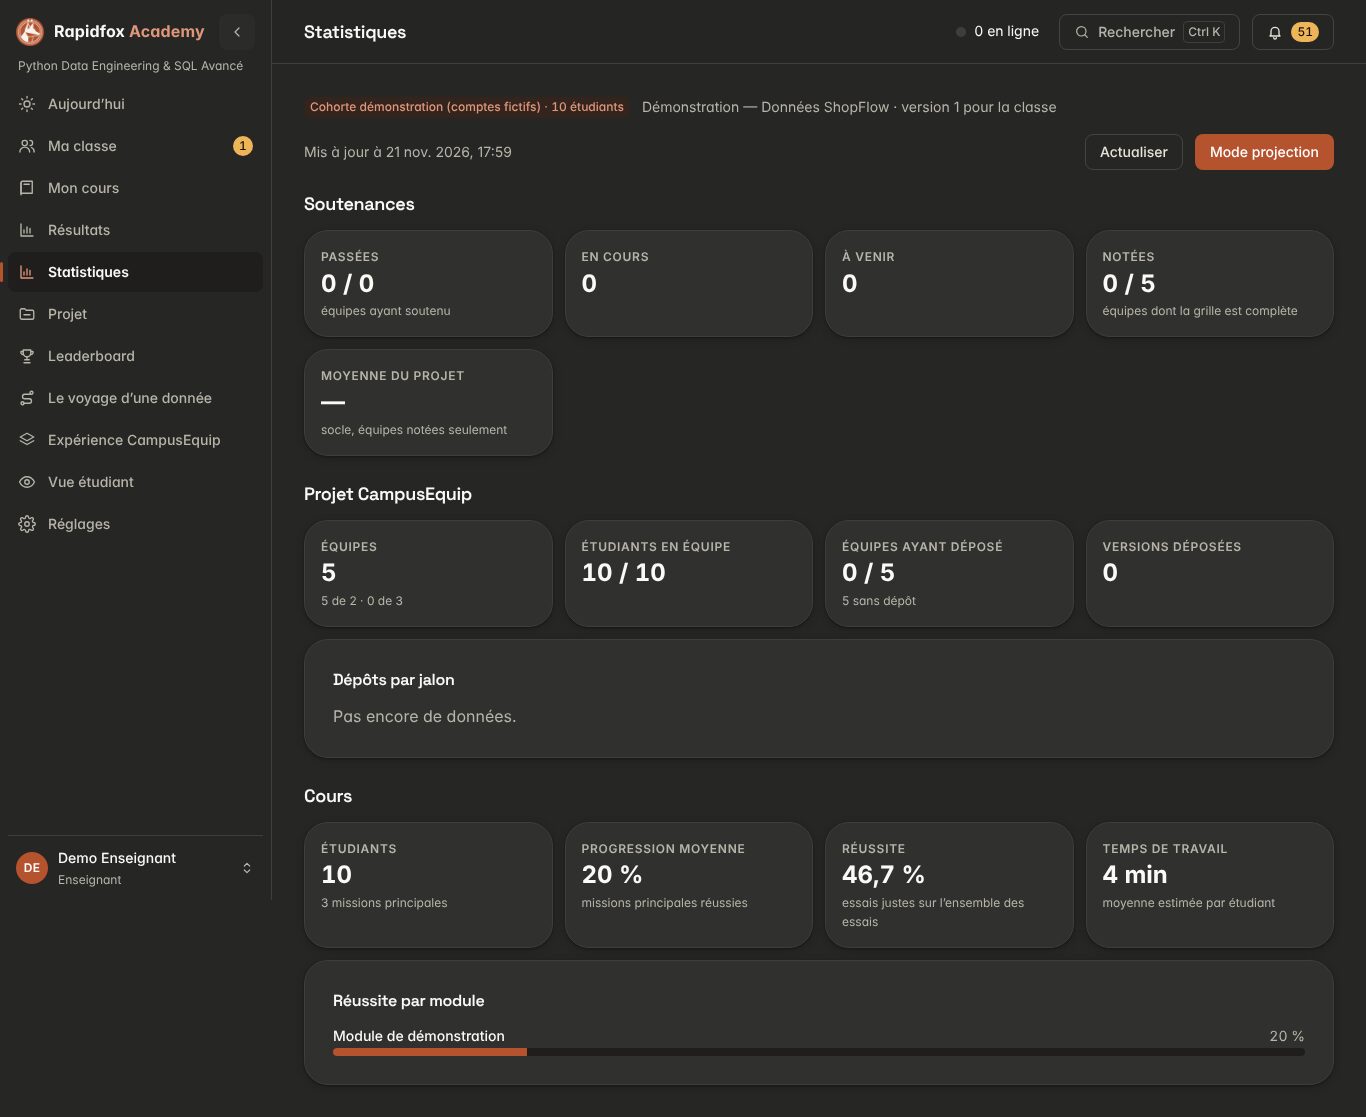 Rapidfox Academy
Python Data Engineering & SQL Avancé
Aujourd’hui
Ma classe
1
Mon cours
Résultats
Statistiques
Projet
Leaderboard
Le voyage d’une donnée
Expérience CampusEquip
Vue étudiant
Réglages
DE
Demo Enseignant
Enseignant
Statistiques
0 en ligne
Rechercher
Ctrl K
51
Cohorte démonstration (comptes fictifs) · 10 étudiants
Démonstration — Données ShopFlow · version 1 pour la classe
Mis à jour à 21 nov. 2026, 17:59
Actualiser
Mode projection
Soutenances
PASSÉES
0 / 0
équipes ayant soutenu
EN COURS
0
À VENIR
0
NOTÉES
0 / 5
équipes dont la grille est complète
MOYENNE DU PROJET
—
socle, équipes notées seulement
Projet CampusEquip
ÉQUIPES
5
5 de 2 · 0 de 3
ÉTUDIANTS EN ÉQUIPE
10 / 10
ÉQUIPES AYANT DÉPOSÉ
0 / 5
5 sans dépôt
VERSIONS DÉPOSÉES
0
Dépôts par jalon
Pas encore de données.
Cours
ÉTUDIANTS
10
3 missions principales
PROGRESSION MOYENNE
20 %
missions principales réussies
RÉUSSITE
46,7 %
essais justes sur l’ensemble des
essais
TEMPS DE TRAVAIL
4 min
moyenne estimée par étudiant
Réussite par module
Module de démonstration
20 %